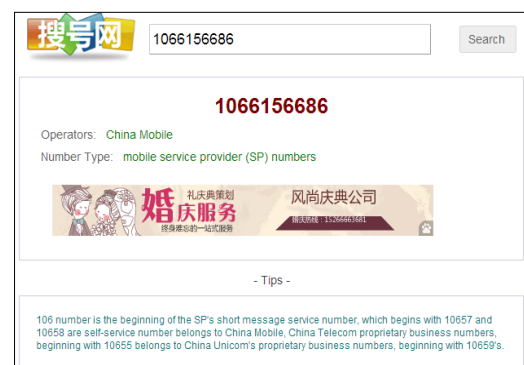 搜号网
1066156686
Search
1066156686
Operators: China Mobile
Number Type: mobile service provider (SP) numbers
婚庆服务
礼庆典策划
终身难忘的一站式服务
风尚庆典公司
婚庆热线：15266663681
- Tips -
106 number is the beginning of the SP's short message service number, which begins with 10657 and
10658 are self-service number belongs to China Mobile, China Telecom proprietary business numbers,
beginning with 10655 belongs to China Unicom's proprietary business numbers, beginning with 10659's.